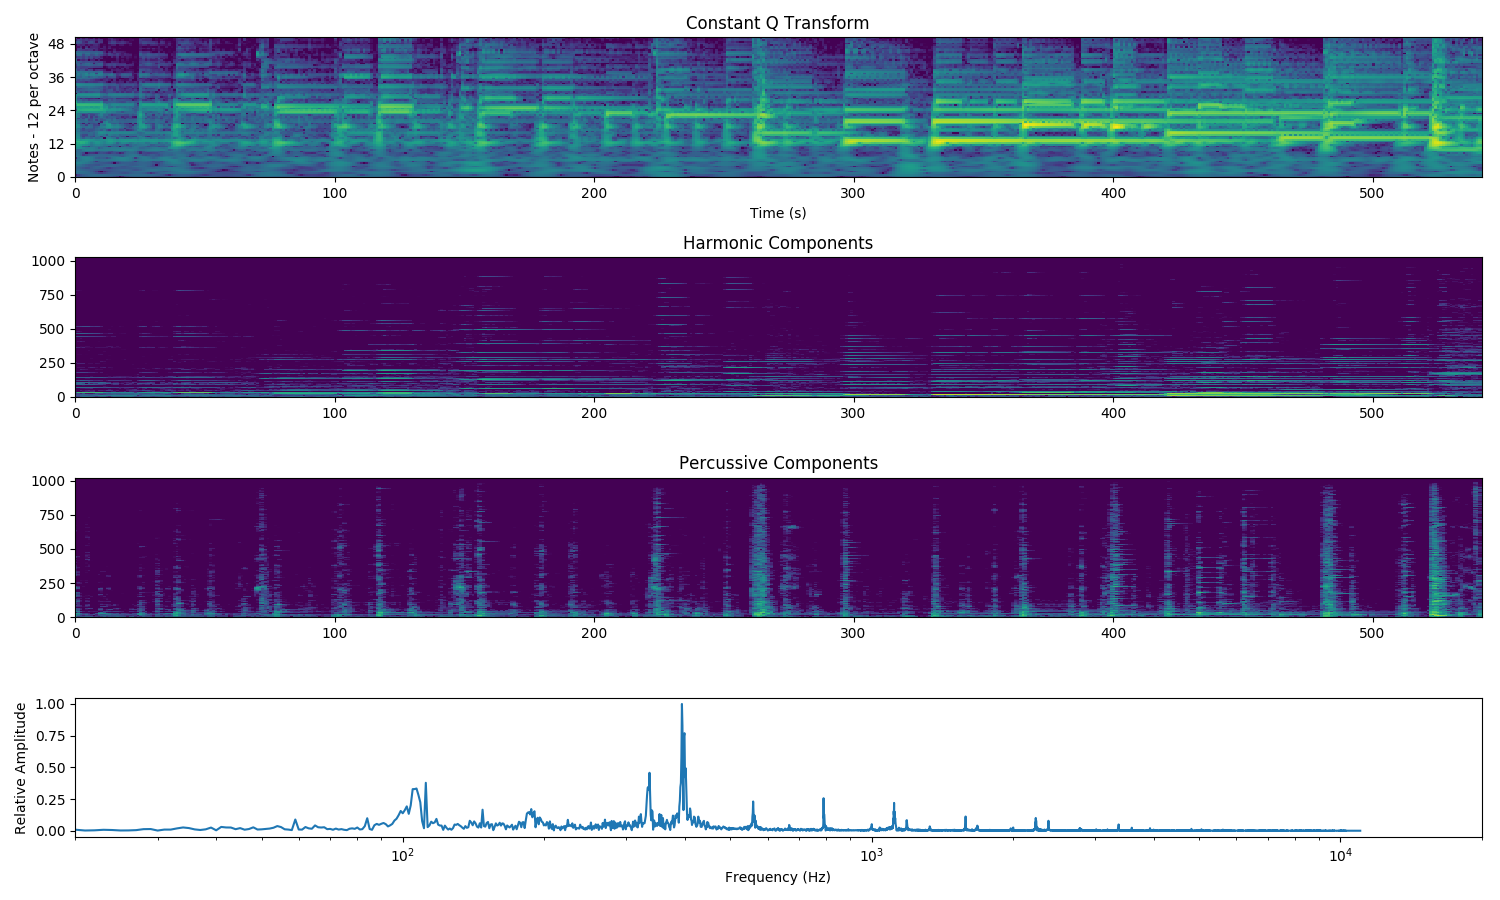 Constant Q Transform
Notes - 12 per octave
48
36
24
12
0
0 100 200 300 400 500
Time (s)
Harmonic Components
1000
750
500
250
0
0 100 200 300 400 500
Percussive Components
1000
750
500
250
0
0 100 200 300 400 500
Relative Amplitude
1.00
0.75
0.50
0.25
0.00
10² 10³ 10⁴
Frequency (Hz)